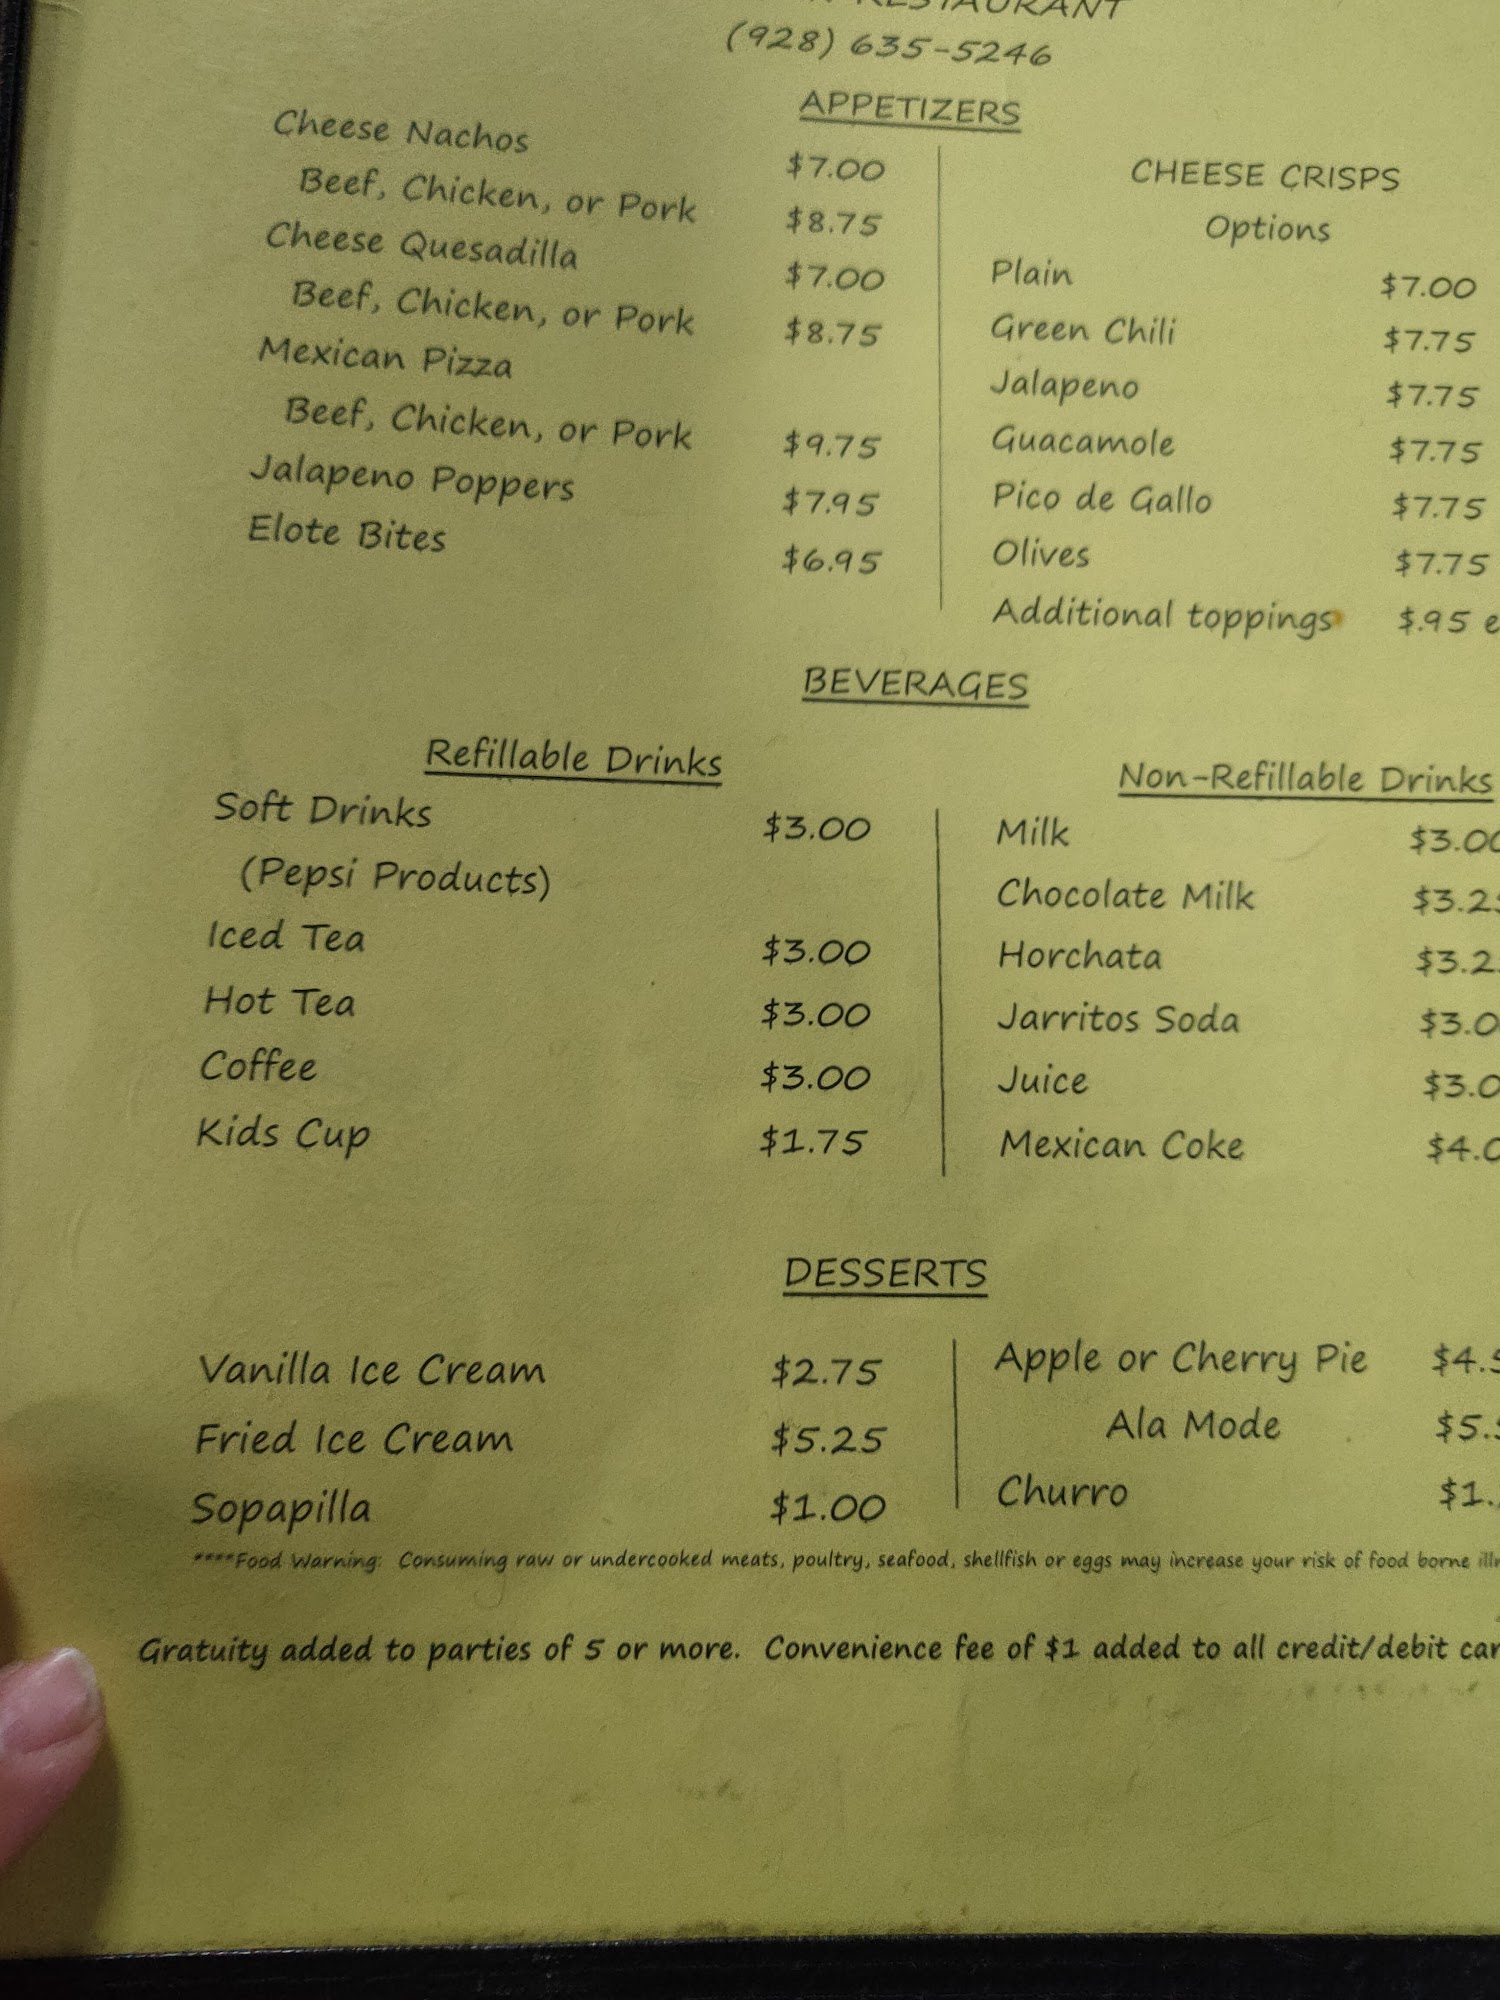 RESTAURANT
(928) 635-5246
APPETIZERS
Cheese Nachos $7.00
Beef, Chicken, or Pork $8.75
Cheese Quesadilla $7.00
Beef, Chicken, or Pork $8.75
Mexican Pizza
Beef, Chicken, or Pork $9.75
Jalapeno Poppers $7.95
Elote Bites $6.95
CHEESE CRISPS
Options
Plain $7.00
Green Chili $7.75
Jalapeno $7.75
Guacamole $7.75
Pico de Gallo $7.75
Olives $7.75
Additional toppings $.95
BEVERAGES
Refillable Drinks
Soft Drinks $3.00
(Pepsi Products)
Iced Tea $3.00
Hot Tea $3.00
Coffee $3.00
Kids Cup $1.75
Non-Refillable Drinks
Milk $3.00
Chocolate Milk
Horchata
Jarritos Soda
Juice
Mexican Coke
DESSERTS
Vanilla Ice Cream $2.75
Fried Ice Cream $5.25
Sopapilla $1.00
Apple or Cherry Pie
Ala Mode
Churro
****Food Warning: Consuming raw or undercooked meats, poultry, seafood, shellfish or eggs may increase your risk of food borne
Gratuity added to parties of 5 or more. Convenience fee of $1 added to all credit/debit